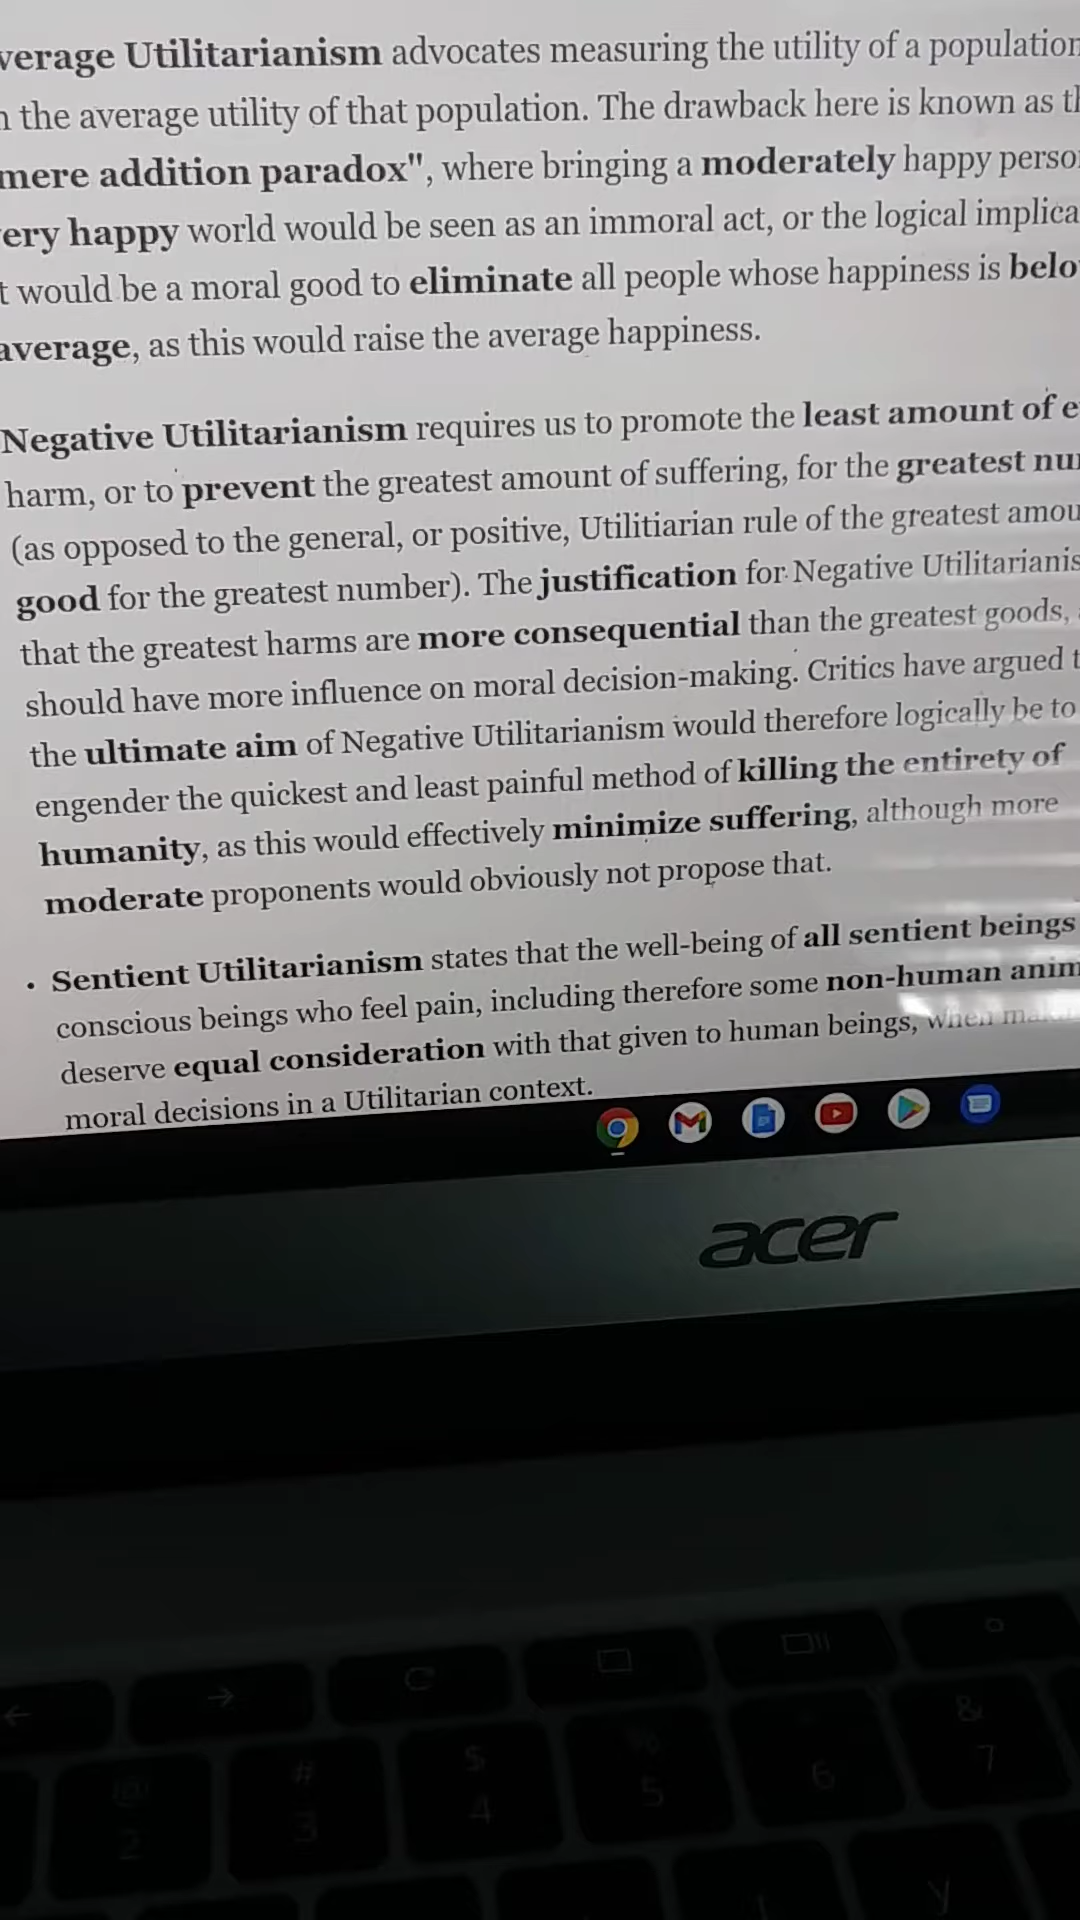 verage Utilitarianism advocates measuring the utility of a population
the average utility of that population. The drawback here is known as th
mere addition paradox", where bringing a moderately happy perso
ery happy world would be seen as an immoral act, or the logical implica
t would be a moral good to eliminate all people whose happiness is belo
average, as this would raise the average happiness.
Negative Utilitarianism requires us to promote the least amount of e
harm, or to prevent the greatest amount of suffering, for the greatest nu
(as opposed to the general, or positive, Utilitiarian rule of the greatest amou
good for the greatest number). The justification for Negative Utilitarianis
that the greatest harms are more consequential than the greatest goods,
should have more influence on moral decision-making. Critics have argued t
the ultimate aim of Negative Utilitarianism would therefore logically be to
engender the quickest and least painful method of killing the entirety of
humanity, as this would effectively minimize suffering, although more
moderate proponents would obviously not propose that.
• Sentient Utilitarianism states that the well-being of all sentient beings
conscious beings who feel pain, including therefore some non-human anim
deserve equal consideration with that given to human beings, when mak
moral decisions in a Utilitarian context.
acer
@ # $ % &
2 3 4 5 6 7
y